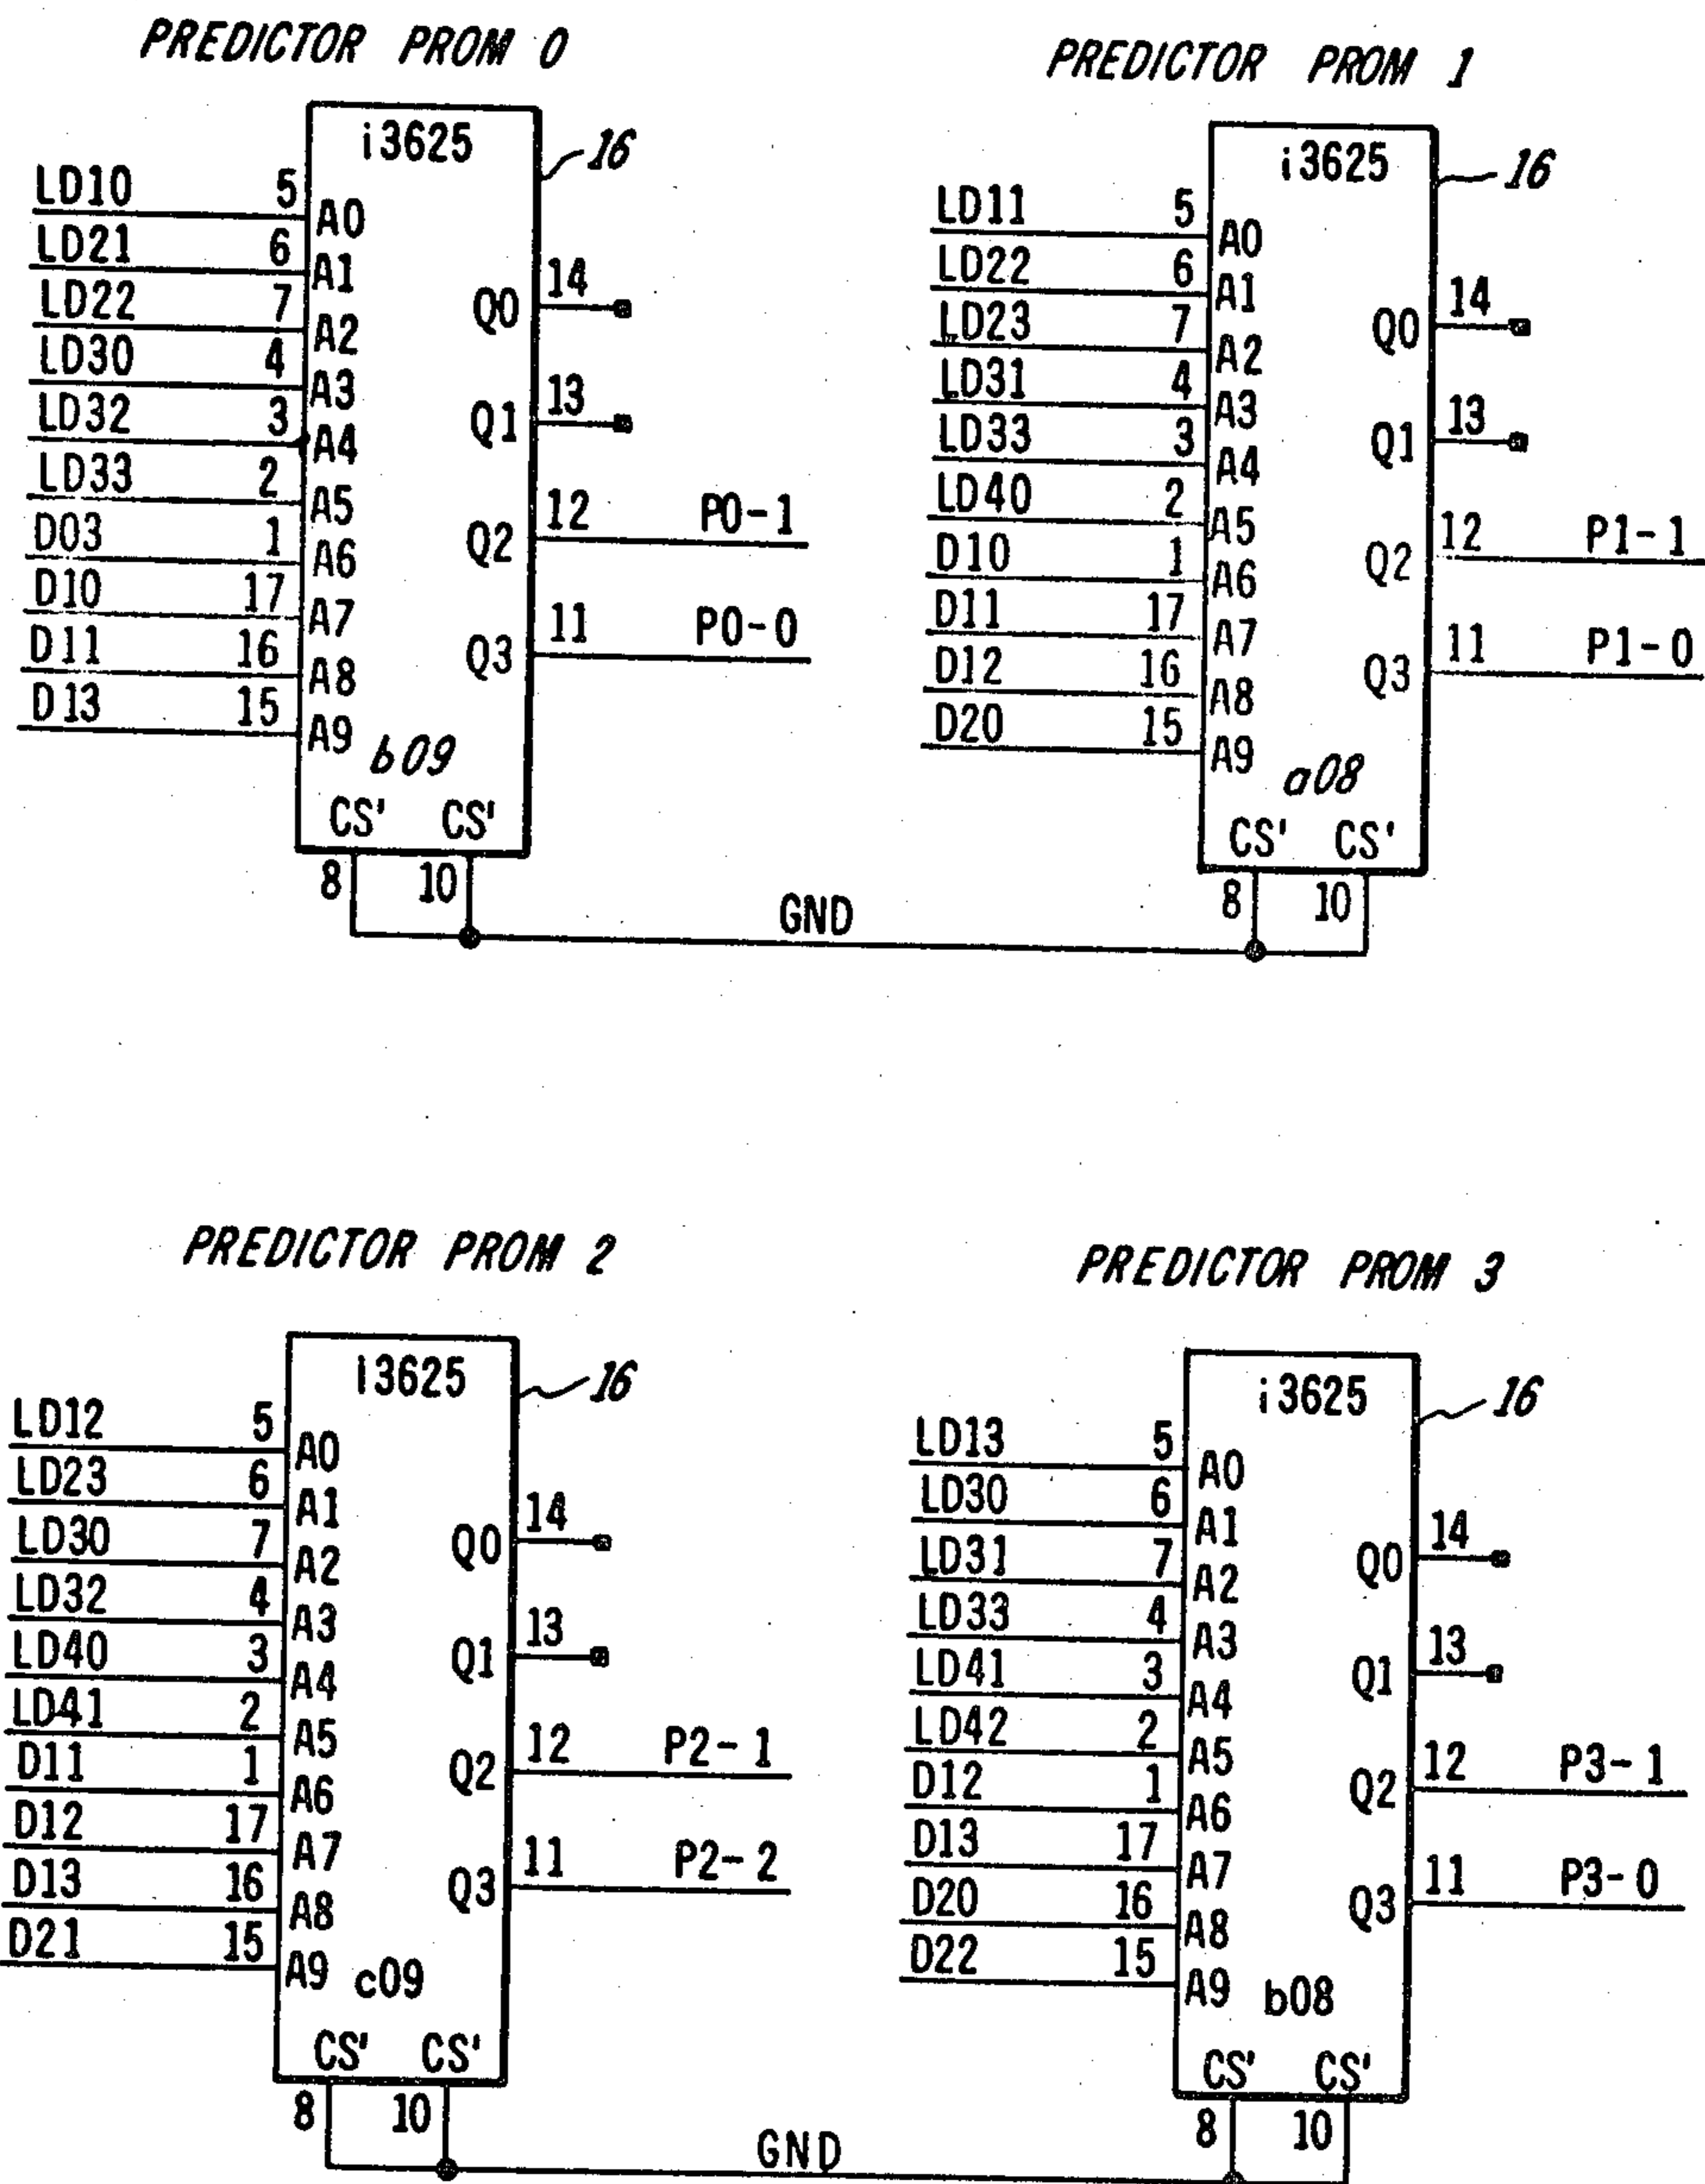 PREDICTOR PROM 0
i3625
16
LD10 5 A0
LD21 6 A1
LD22 7 A2
LD30 4 A3
LD32 3 A4
LD33 2 A5
D03 1 A6
D10 17 A7
D11 16 A8
D13 15 A9
Q0 14
Q1 13
Q2 12 P0-1
Q3 11 P0-0
b09
CS' CS'
8 10
PREDICTOR PROM 1
i3625
16
LD11 5 A0
LD22 6 A1
LD23 7 A2
LD31 4 A3
LD33 3 A4
LD40 2 A5
D10 1 A6
D11 17 A7
D12 16 A8
D20 15 A9
Q0 14
Q1 13
Q2 12 P1-1
Q3 11 P1-0
a08
CS' CS'
8 10
GND
PREDICTOR PROM 2
i3625
16
LD12 5 A0
LD23 6 A1
LD30 7 A2
LD32 4 A3
LD40 3 A4
LD41 2 A5
D11 1 A6
D12 17 A7
D13 16 A8
D21 15 A9
Q0 14
Q1 13
Q2 12 P2-1
Q3 11 P2-2
c09
CS' CS'
8 10
PREDICTOR PROM 3
i3625
16
LD13 5 A0
LD30 6 A1
LD31 7 A2
LD33 4 A3
LD41 3 A4
LD42 2 A5
D12 1 A6
D13 17 A7
D20 16 A8
D22 15 A9
Q0 14
Q1 13
Q2 12 P3-1
Q3 11 P3-0
b08
CS' CS'
8 10
GND